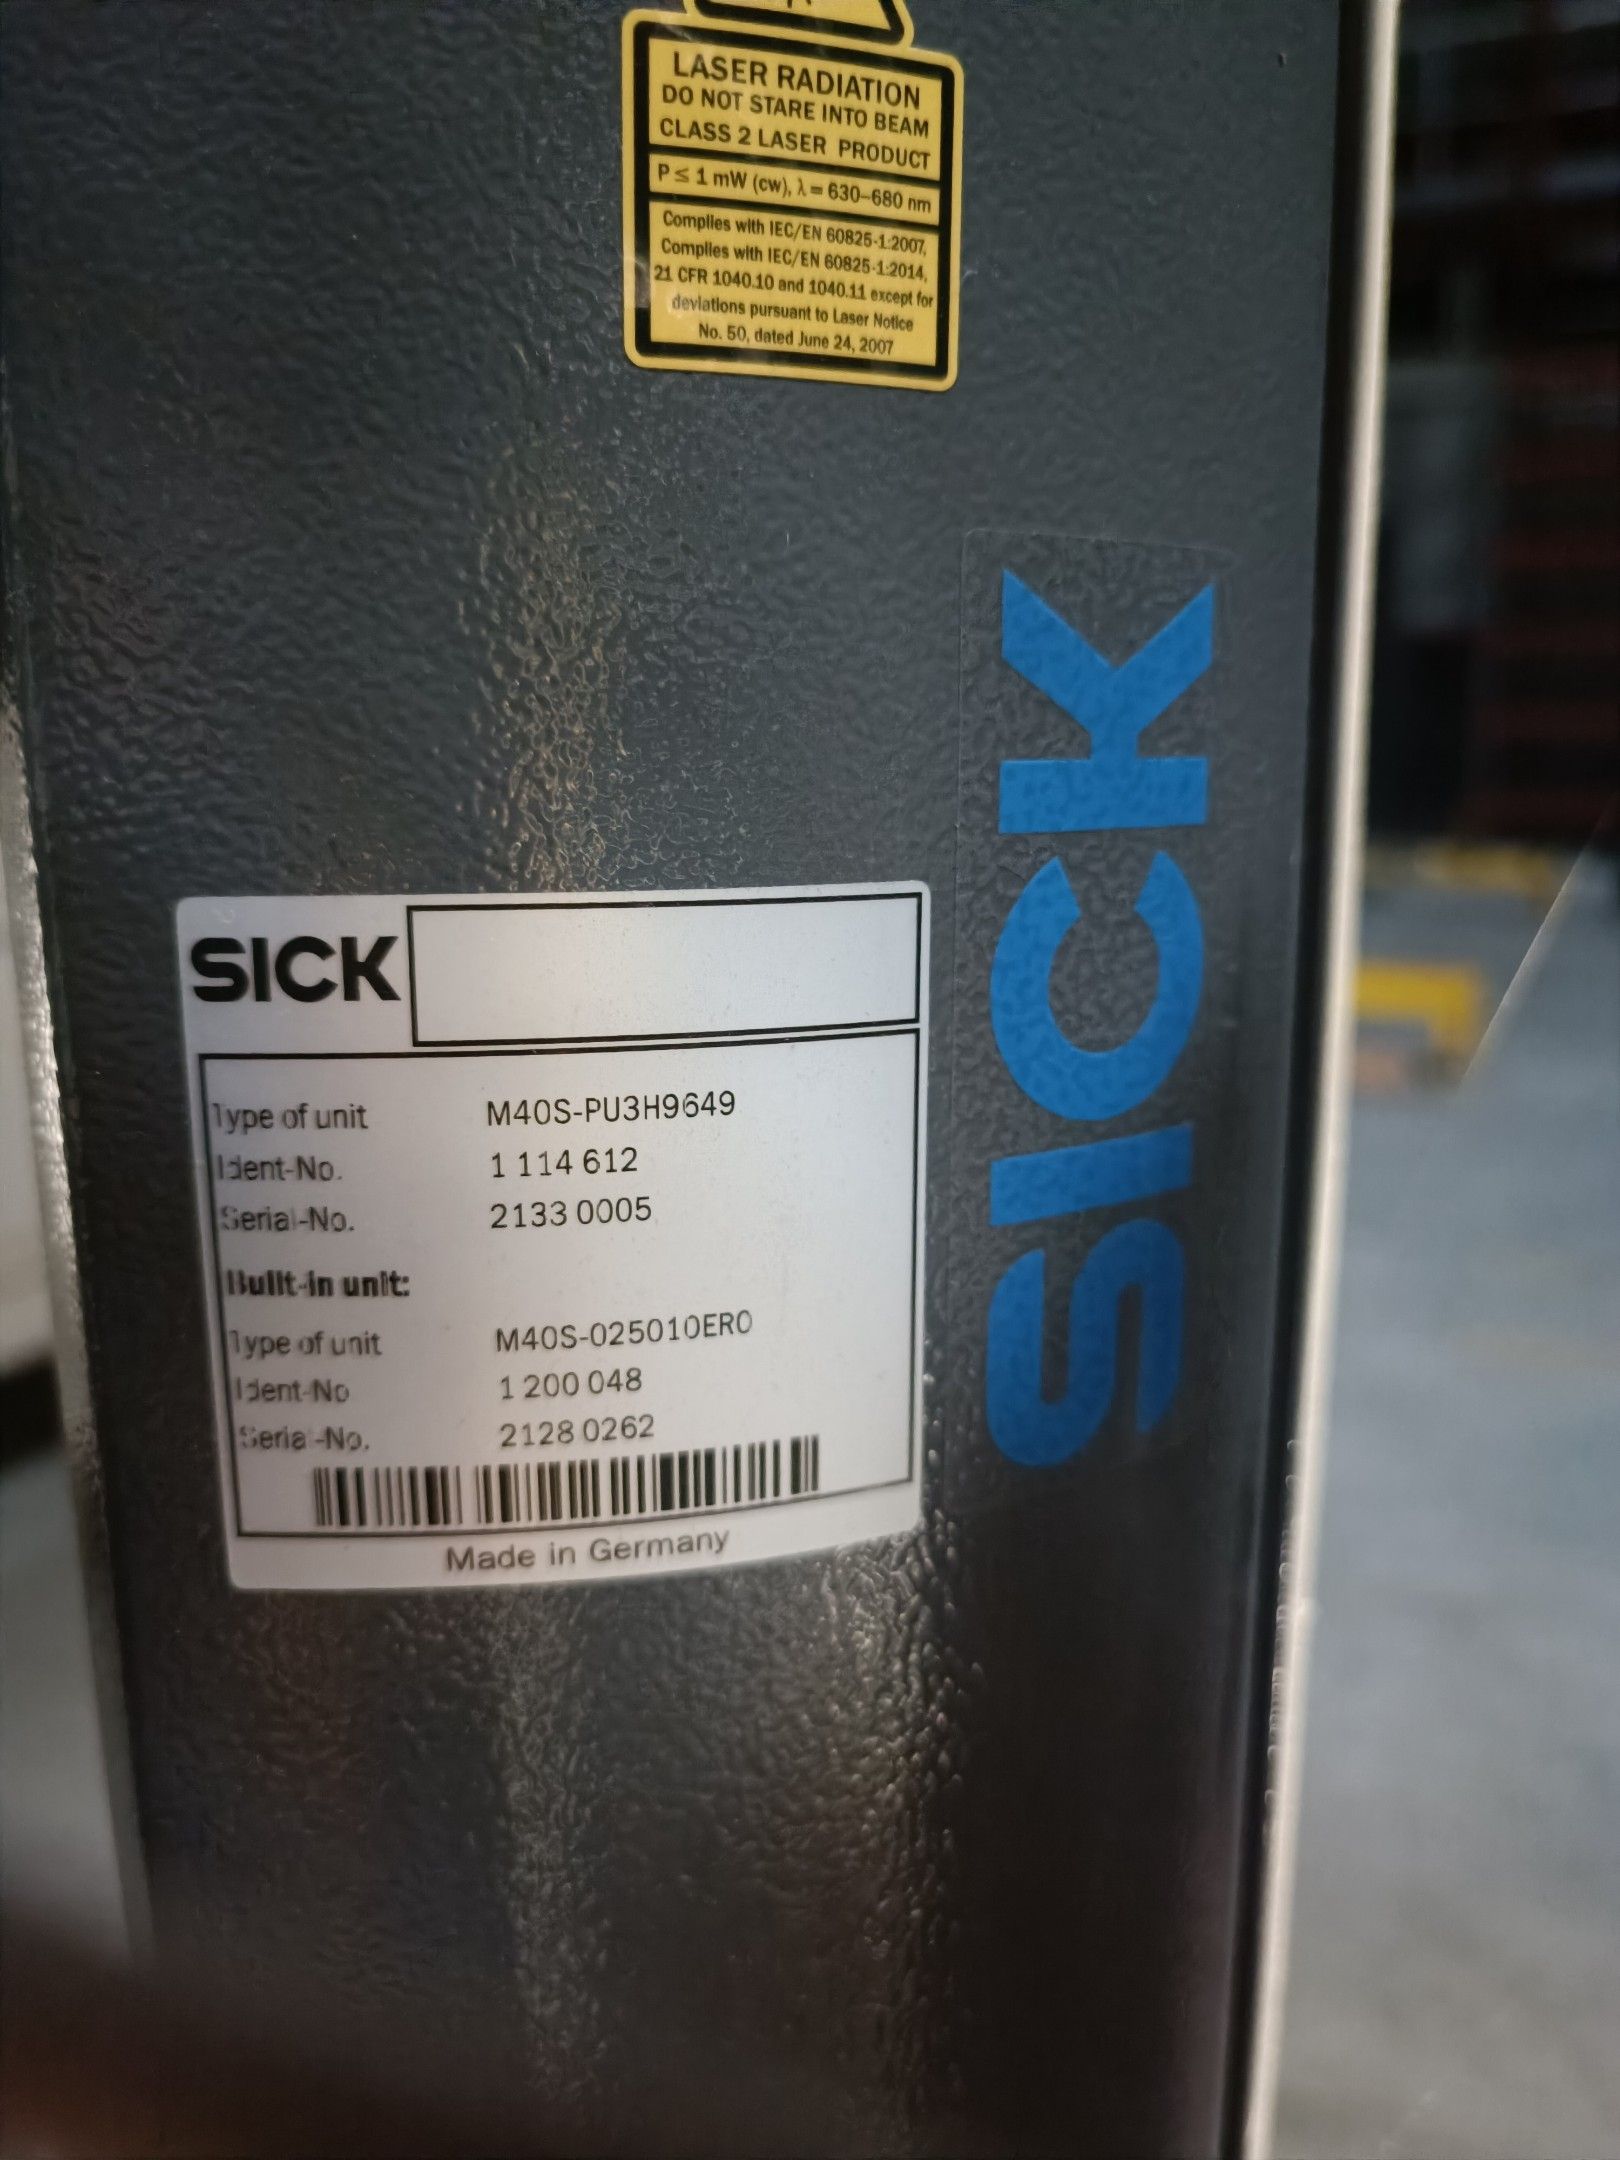 LASER RADIATION
DO NOT STARE INTO BEAM
CLASS 2 LASER PRODUCT
P ≤ 1 mW (cw), λ = 630–680 nm
Complies with IEC/EN 60825-1:2007,
Complies with IEC/EN 60825-1:2014,
21 CFR 1040.10 and 1040.11 except for
deviations pursuant to Laser Notice
No. 50, dated June 24, 2007
SICK
SICK
Type of unit M40S-PU3H9649
Ident-No. 1 114 612
Serial-No. 2133 0005
Built-in unit:
Type of unit M40S-025010ER0
Ident-No 1 200 048
Serial-No. 2128 0262
Made in Germany